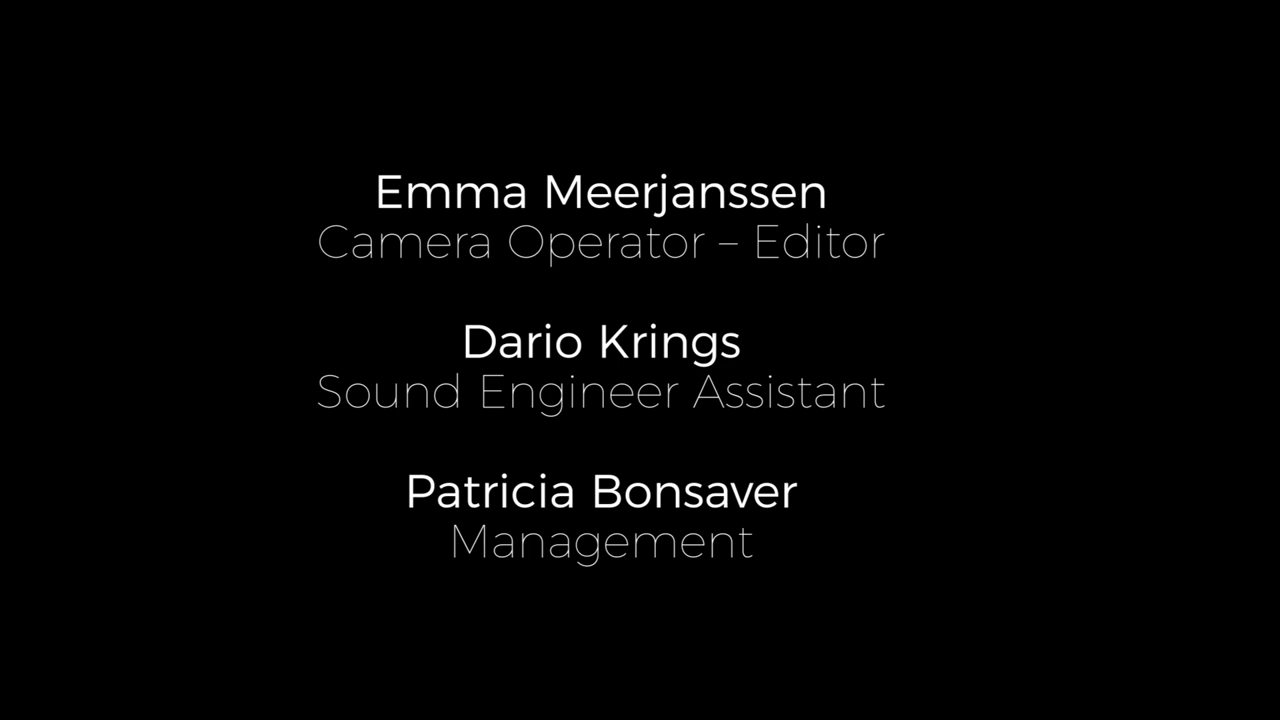 Emma Meerjanssen
Camera Operator – Editor
Dario Krings
Sound Engineer Assistant
Patricia Bonsaver
Management